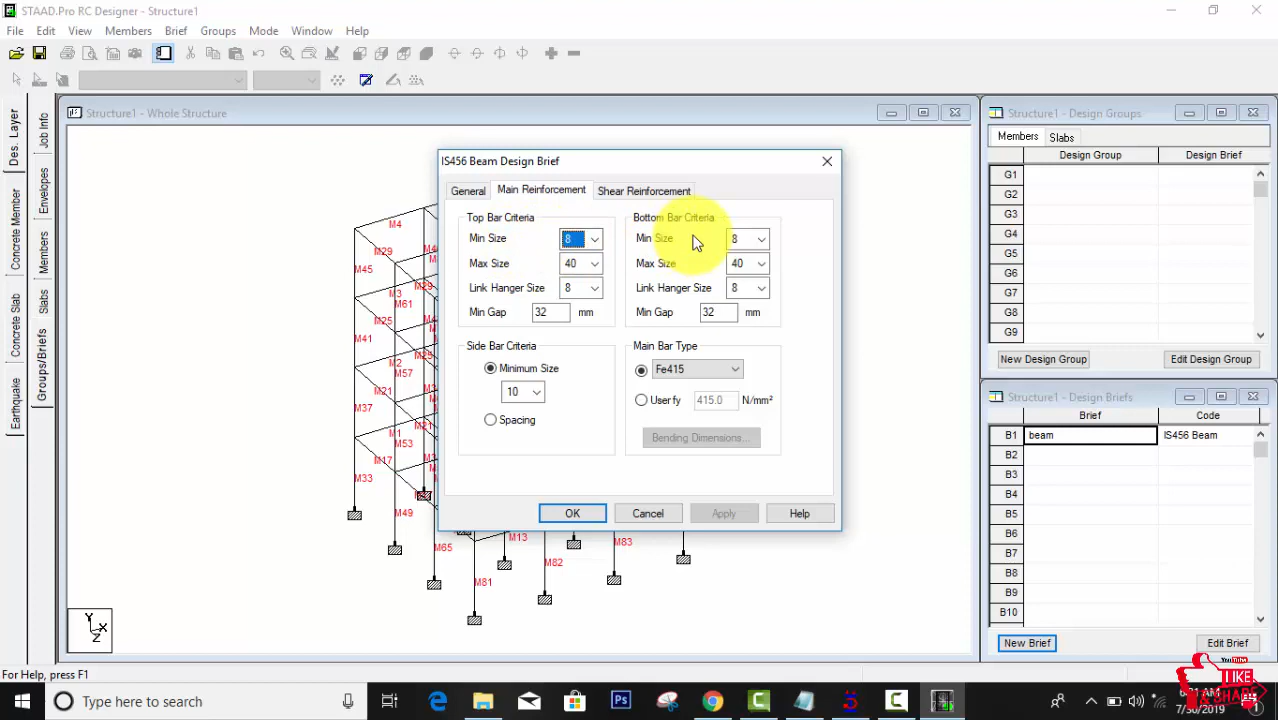 STAAD.Pro RC Designer - Structure1
File Edit View Members Brief Groups Mode Window Help
Structure1 - Whole Structure
Structure1 - Design Groups
Members Slabs
Design Group Design Brief
G1
G2
G3
G4
G5
G6
G7
G8
G9
New Design Group Edit Design Group
Structure1 - Design Briefs
Brief Code
B1 beam IS456 Beam
B2
B3
B4
B5
B6
B7
B8
B9
B10
New Brief Edit Brief
Des. Layer
Concrete Member
Concrete Slab
Earthquake
Job Info
Envelopes
Members
Slabs
Groups/Briefs
IS456 Beam Design Brief
General Main Reinforcement Shear Reinforcement
Top Bar Criteria
Min Size 8
Max Size 40
Link Hanger Size 8
Min Gap 32 mm
Bottom Bar Criteria
Min Size 8
Max Size 40
Link Hanger Size 8
Min Gap 32
Side Bar Criteria
Minimum Size
10
Spacing
Main Bar Type
Fe415
User fy 415.0 N/mm²
Bending Dimensions...
OK Cancel Apply Help
M4
M29
M45
M3
M61
M25
M41
M2
M57
M21
M37
M1
M53
M17
M33
M49
M65
M13
M81
M82
M83
Y
X
Z
For Help, press F1
Type here to search
YouTube
LIKE
& SHARE
7/30/2019